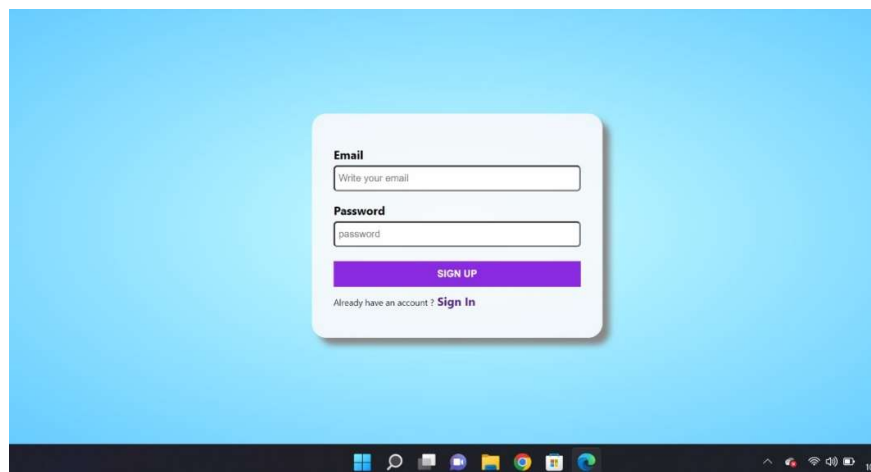 Email
Write your email
Password
password
SIGN UP
Already have an account ? Sign In